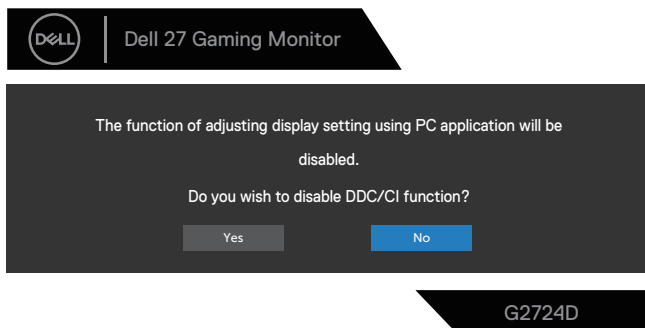 DELL
Dell 27 Gaming Monitor
The function of adjusting display setting using PC application will be
disabled.
Do you wish to disable DDC/CI function?
Yes
No
G2724D